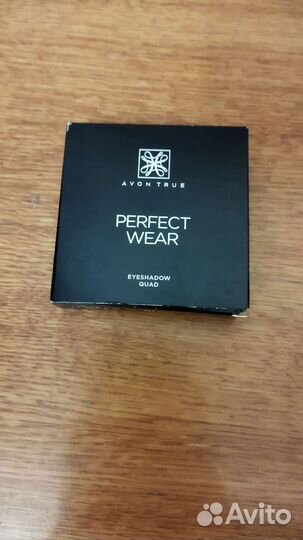 AVON TRUE
PERFECT
WEAR
EYESHADOW
QUAD
Avito